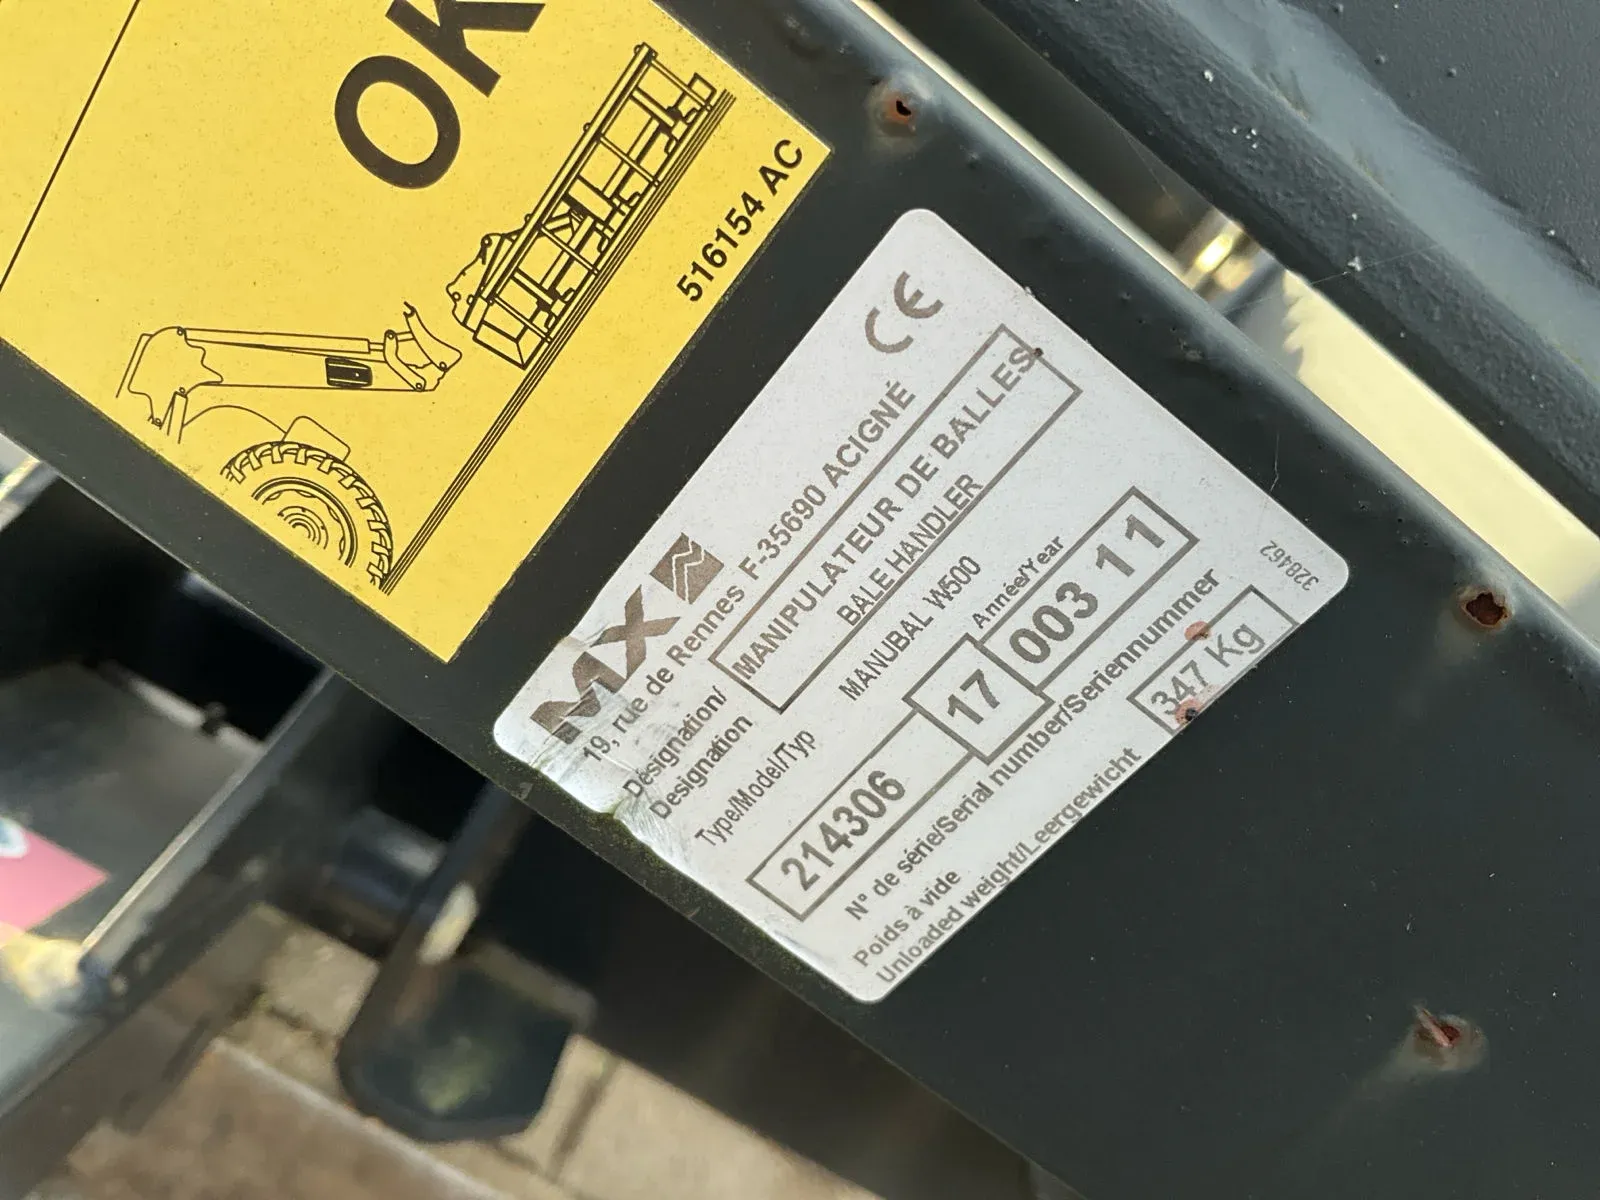 OK
516154 AC
CE
MX
19, rue de Rennes F-35690 ACIGNÉ
Désignation/
Designation
MANIPULATEUR DE BALLES
BALE HANDLER
Type/Model/Typ MANUBAL W500
Année/Year
214306 17 003 11
N° de série/Serial number/Seriennummer
Poids à vide
Unloaded weight/Leergewicht 347 Kg
328462